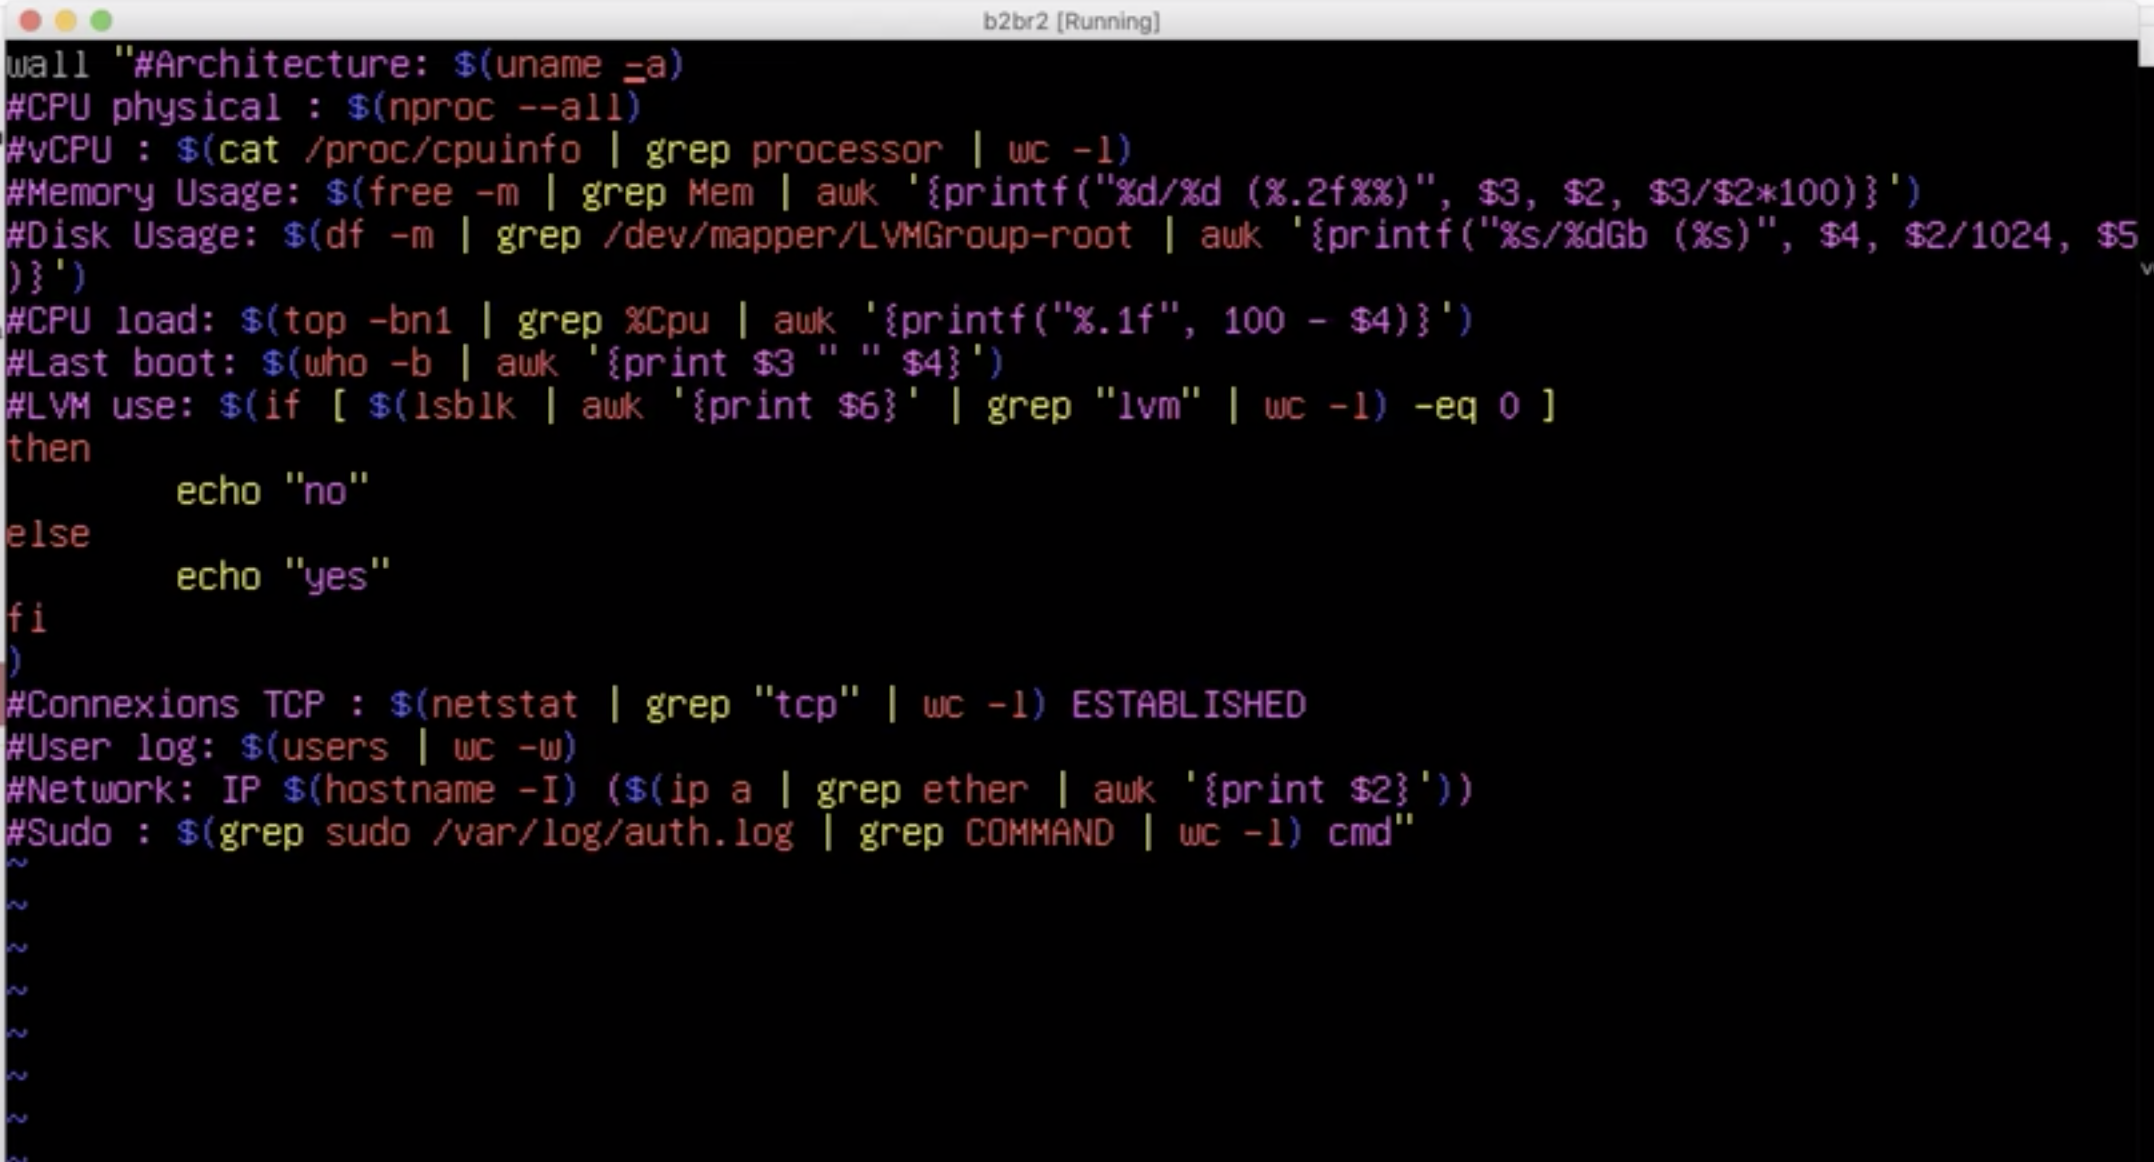 b2br2 [Running]
wall "#Architecture: $(uname -a)
#CPU physical : $(nproc --all)
#vCPU : $(cat /proc/cpuinfo | grep processor | wc -l)
#Memory Usage: $(free -m | grep Mem | awk '{printf("%d/%d (%.2f%%)", $3, $2, $3/$2*100)}')
#Disk Usage: $(df -m | grep /dev/mapper/LVMGroup-root | awk '{printf("%s/%dGb (%s)", $4, $2/1024, $5
)}')
#CPU load: $(top -bn1 | grep %Cpu | awk '{printf("%.1f", 100 - $4)}')
#Last boot: $(who -b | awk '{print $3 " " $4}')
#LVM use: $(if [ $(lsblk | awk '{print $6}' | grep "lvm" | wc -l) -eq 0 ]
then
        echo "no"
else
        echo "yes"
fi
)
#Connexions TCP : $(netstat | grep "tcp" | wc -l) ESTABLISHED
#User log: $(users | wc -w)
#Network: IP $(hostname -I) ($(ip a | grep ether | awk '{print $2}'))
#Sudo : $(grep sudo /var/log/auth.log | grep COMMAND | wc -l) cmd"
~
~
~
~
~
~
~
~